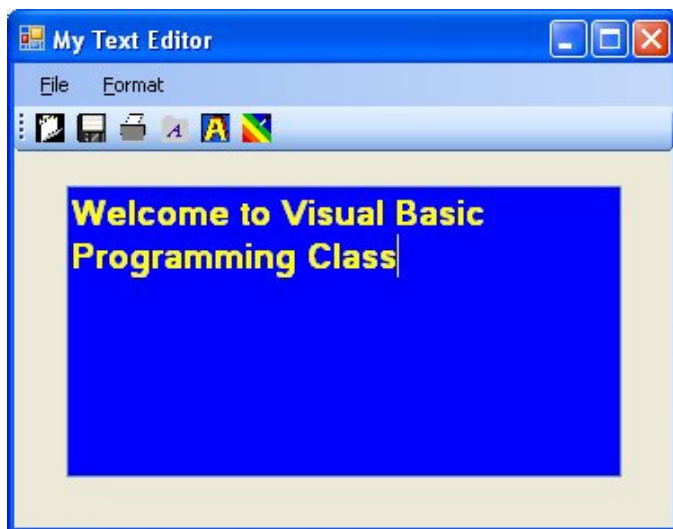 My Text Editor
File Format
Welcome to Visual Basic
Programming Class